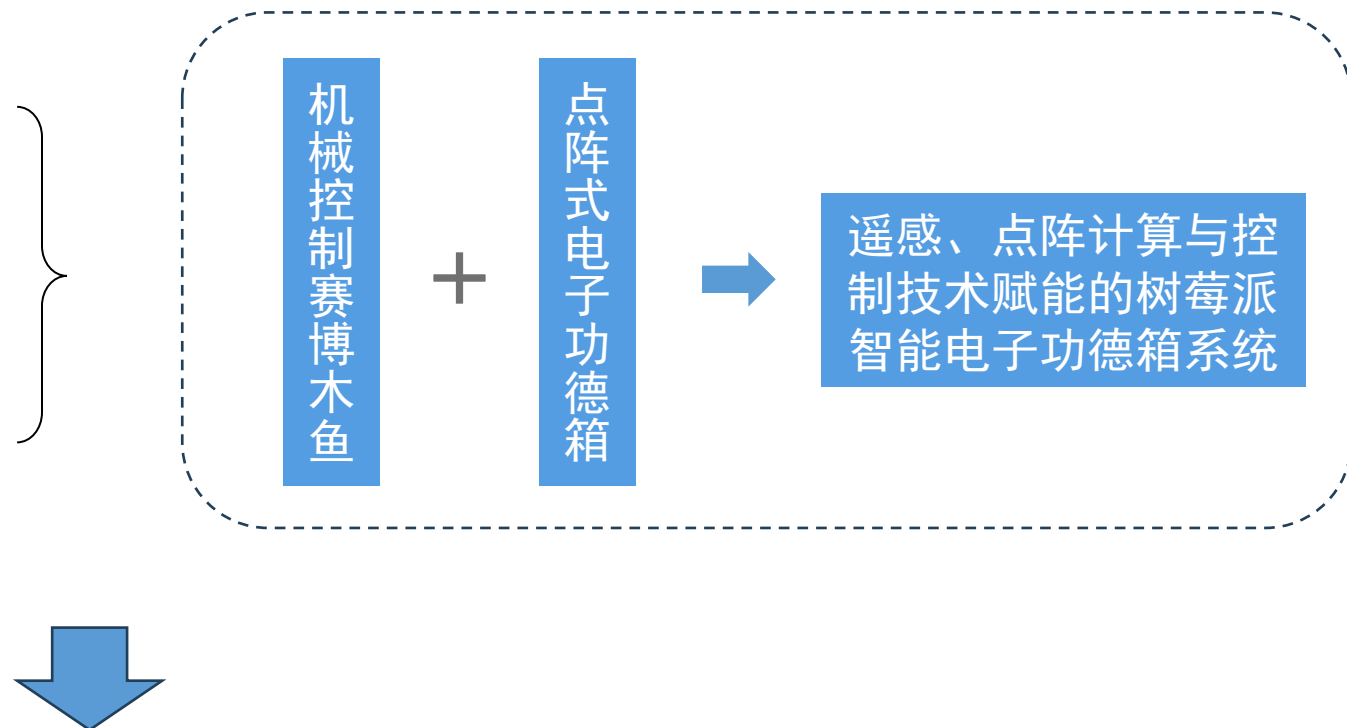 机械控制赛博木鱼
点阵式电子功德箱
遥感、点阵计算与控
制技术赋能的树莓派
智能电子功德箱系统